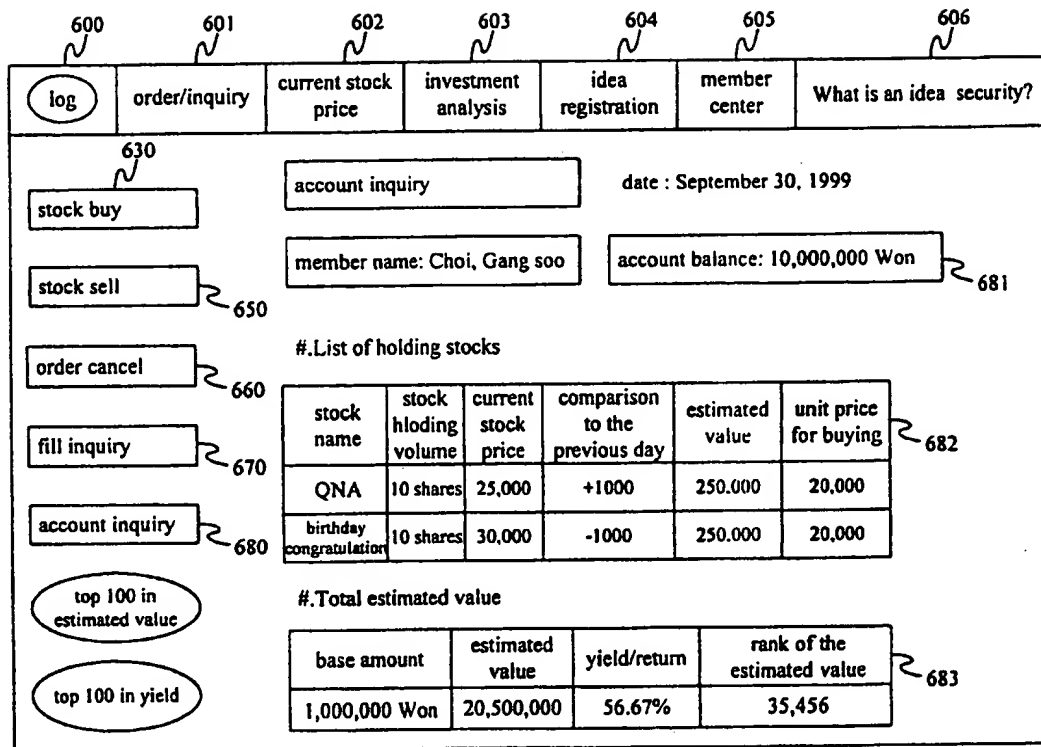 600 601 602 603 604 605 606
log order/inquiry current stock investment idea member What is an idea security?
price analysis registration center
630
account inquiry date : September 30, 1999
stock buy
member name: Choi, Gang soo account balance: 10,000,000 Won
681
stock sell
650
#.List of holding stocks
order cancel
660
stock name stock hloding volume current stock price comparison to the previous day estimated value unit price for buying
682
fill inquiry
670
QNA 10 shares 25,000 +1000 250.000 20,000
account inquiry
680
birthday congratulation 10 shares 30,000 -1000 250.000 20,000
top 100 in
estimated value
#.Total estimated value
base amount estimated value yield/return rank of the estimated value
683
top 100 in yield
1,000,000 Won 20,500,000 56.67% 35,456